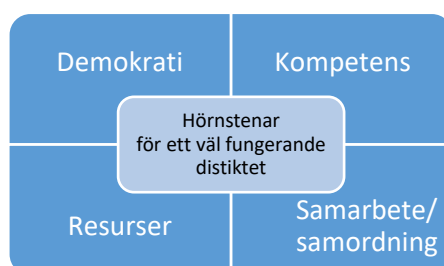 Demokrati
Kompetens
Hörnstenar
för ett väl fungerande
distiktet
Resurser
Samarbete/
samordning